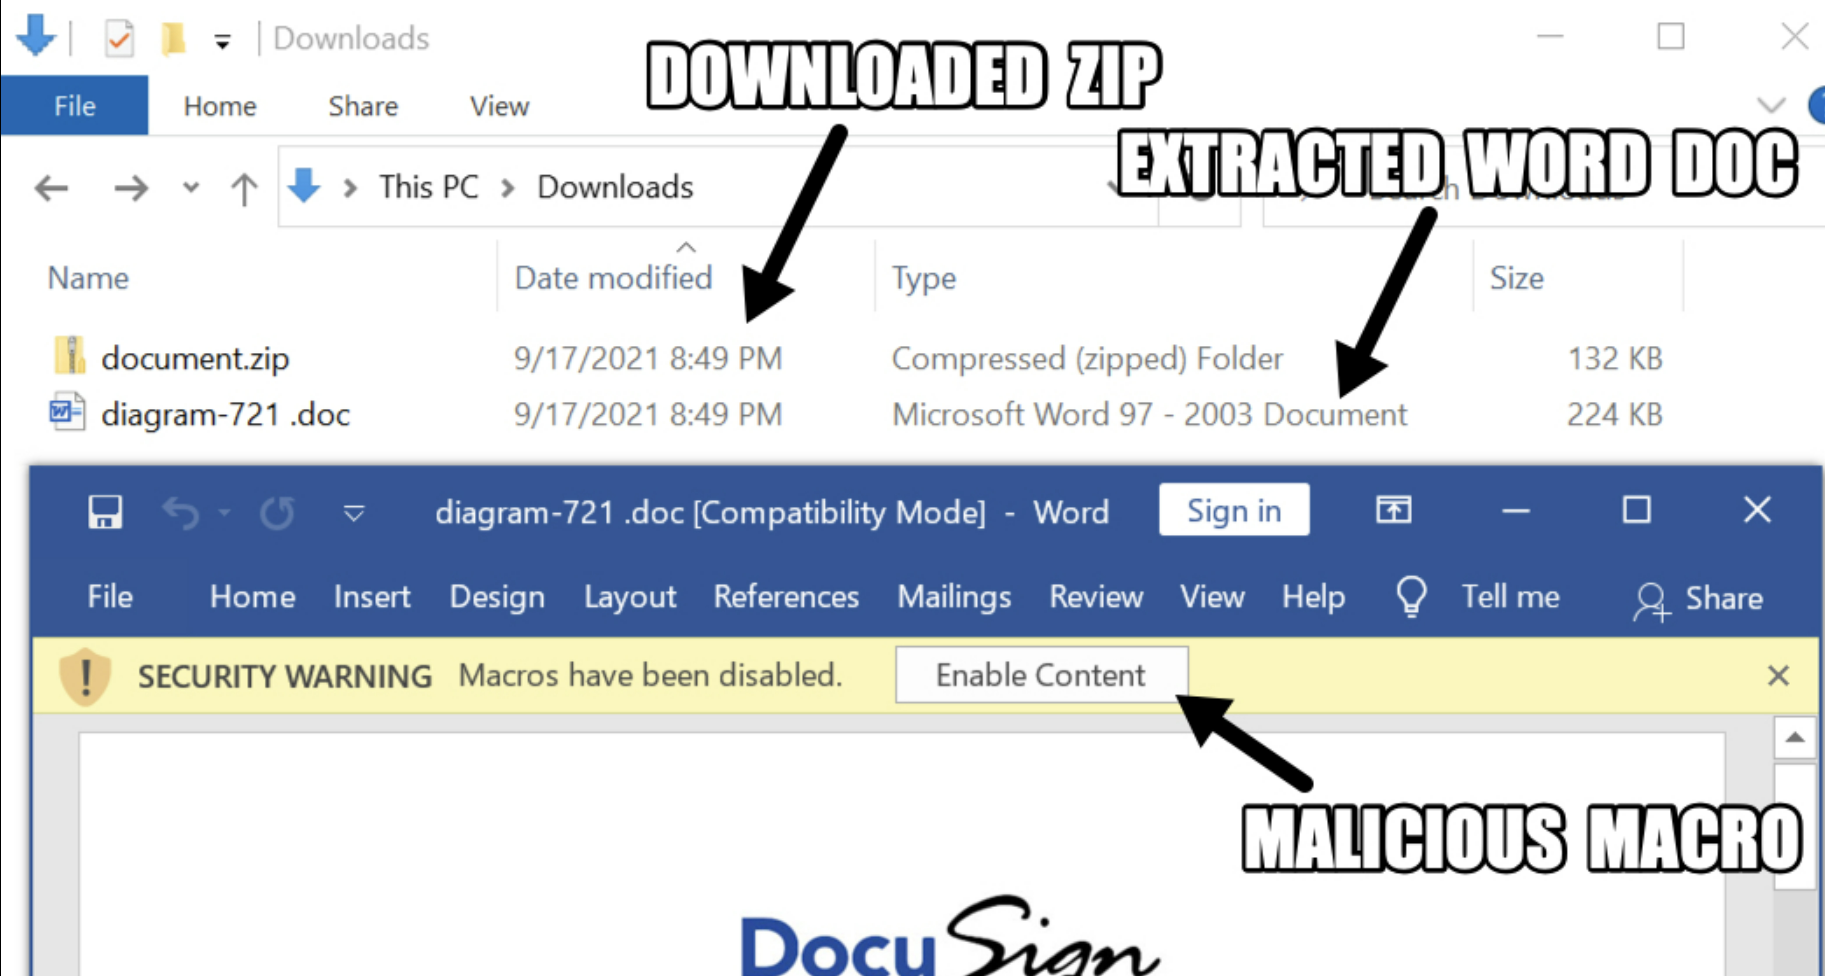 Downloads
DOWNLOADED ZIP
File Home Share View
EXTRACTED WORD DOC
This PC Downloads
Name Date modified Type Size
document.zip 9/17/2021 8:49 PM Compressed (zipped) Folder 132 KB
diagram-721 .doc 9/17/2021 8:49 PM Microsoft Word 97 - 2003 Document 224 KB
diagram-721 .doc [Compatibility Mode] - Word Sign in
File Home Insert Design Layout References Mailings Review View Help Tell me Share
SECURITY WARNING Macros have been disabled. Enable Content
MALICIOUS MACRO
DocuSign